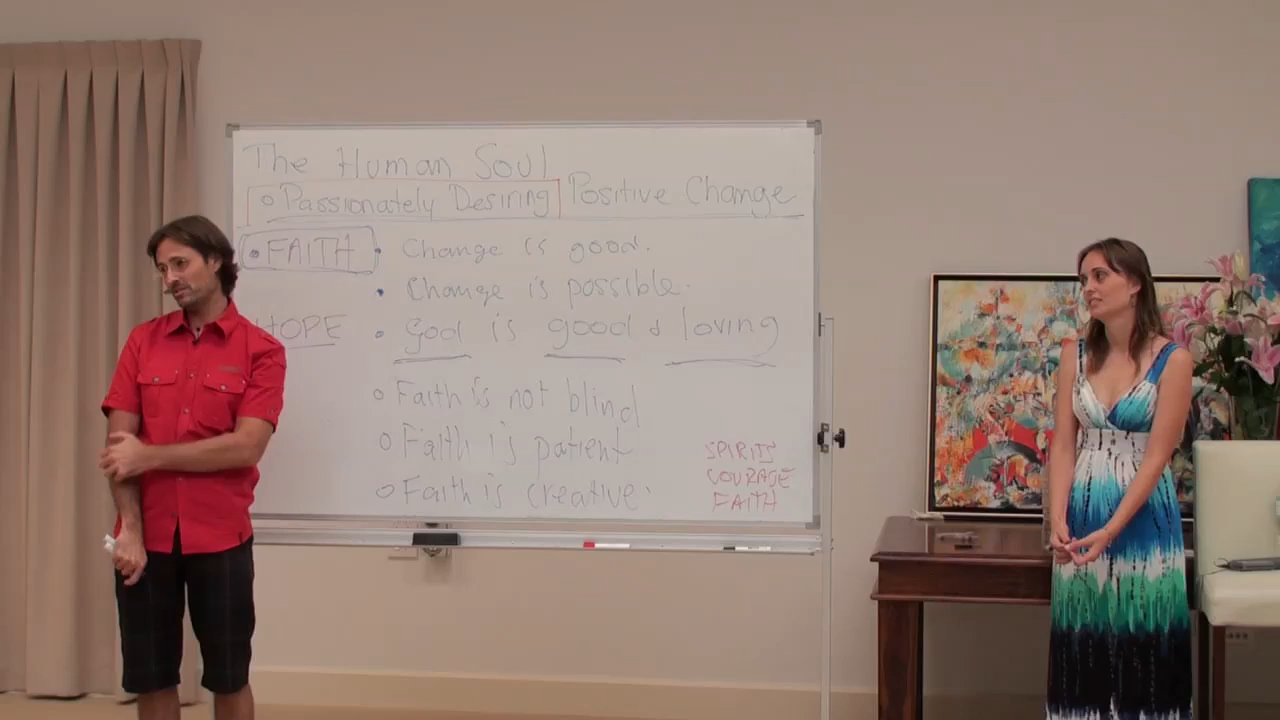 The Human Soul
• Passionately Desiring Positive Change
• FAITH • Change is good.
• Change is possible.
HOPE • God is good & loving
• Faith is not blind
• Faith is patient
• Faith is creative.
SPIRITS
COURAGE
FAITH